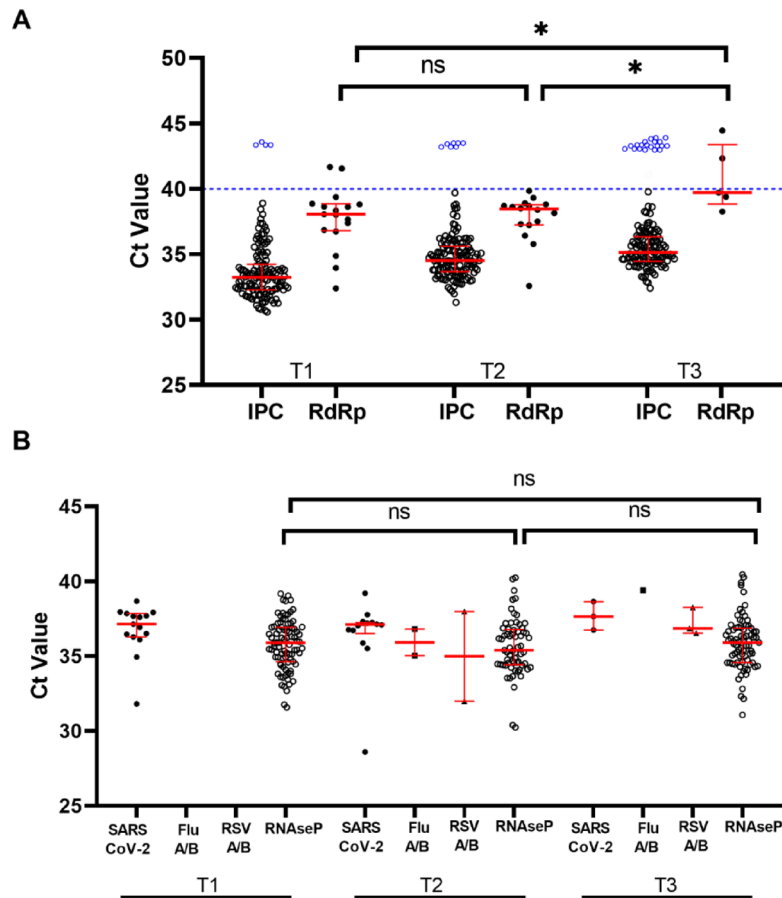 A
*
ns
*
50
45
40
35
30
25
Ct Value
T1
T2
T3
IPC RdRp IPC RdRp IPC RdRp
B
ns
ns
ns
45
40
35
30
25
Ct Value
SARS CoV-2
Flu A/B
RSV A/B
RNAseP
SARS CoV-2
Flu A/B
RSV A/B
RNAseP
SARS CoV-2
Flu A/B
RSV A/B
RNAseP
T1
T2
T3